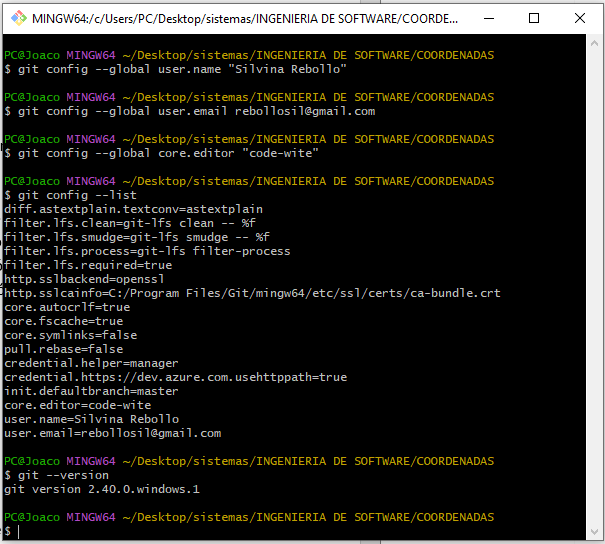 MINGW64:/c/Users/PC/Desktop/sistemas/INGENIERIA DE SOFTWARE/COORDE...
PC@Joaco MINGW64 ~/Desktop/sistemas/INGENIERIA DE SOFTWARE/COORDENADAS
$ git config --global user.name "Silvina Rebollo"
PC@Joaco MINGW64 ~/Desktop/sistemas/INGENIERIA DE SOFTWARE/COORDENADAS
$ git config --global user.email rebollosil@gmail.com
PC@Joaco MINGW64 ~/Desktop/sistemas/INGENIERIA DE SOFTWARE/COORDENADAS
$ git config --global core.editor "code-wite"
PC@Joaco MINGW64 ~/Desktop/sistemas/INGENIERIA DE SOFTWARE/COORDENADAS
$ git config --list
diff.astextplain.textconv=astextplain
filter.lfs.clean=git-lfs clean -- %f
filter.lfs.smudge=git-lfs smudge -- %f
filter.lfs.process=git-lfs filter-process
filter.lfs.required=true
http.sslbackend=openssl
http.sslcainfo=C:/Program Files/Git/mingw64/etc/ssl/certs/ca-bundle.crt
core.autocrlf=true
core.fscache=true
core.symlinks=false
pull.rebase=false
credential.helper=manager
credential.https://dev.azure.com.usehttppath=true
init.defaultbranch=master
core.editor=code-wite
user.name=Silvina Rebollo
user.email=rebollosil@gmail.com
PC@Joaco MINGW64 ~/Desktop/sistemas/INGENIERIA DE SOFTWARE/COORDENADAS
$ git --version
git version 2.40.0.windows.1
PC@Joaco MINGW64 ~/Desktop/sistemas/INGENIERIA DE SOFTWARE/COORDENADAS
$